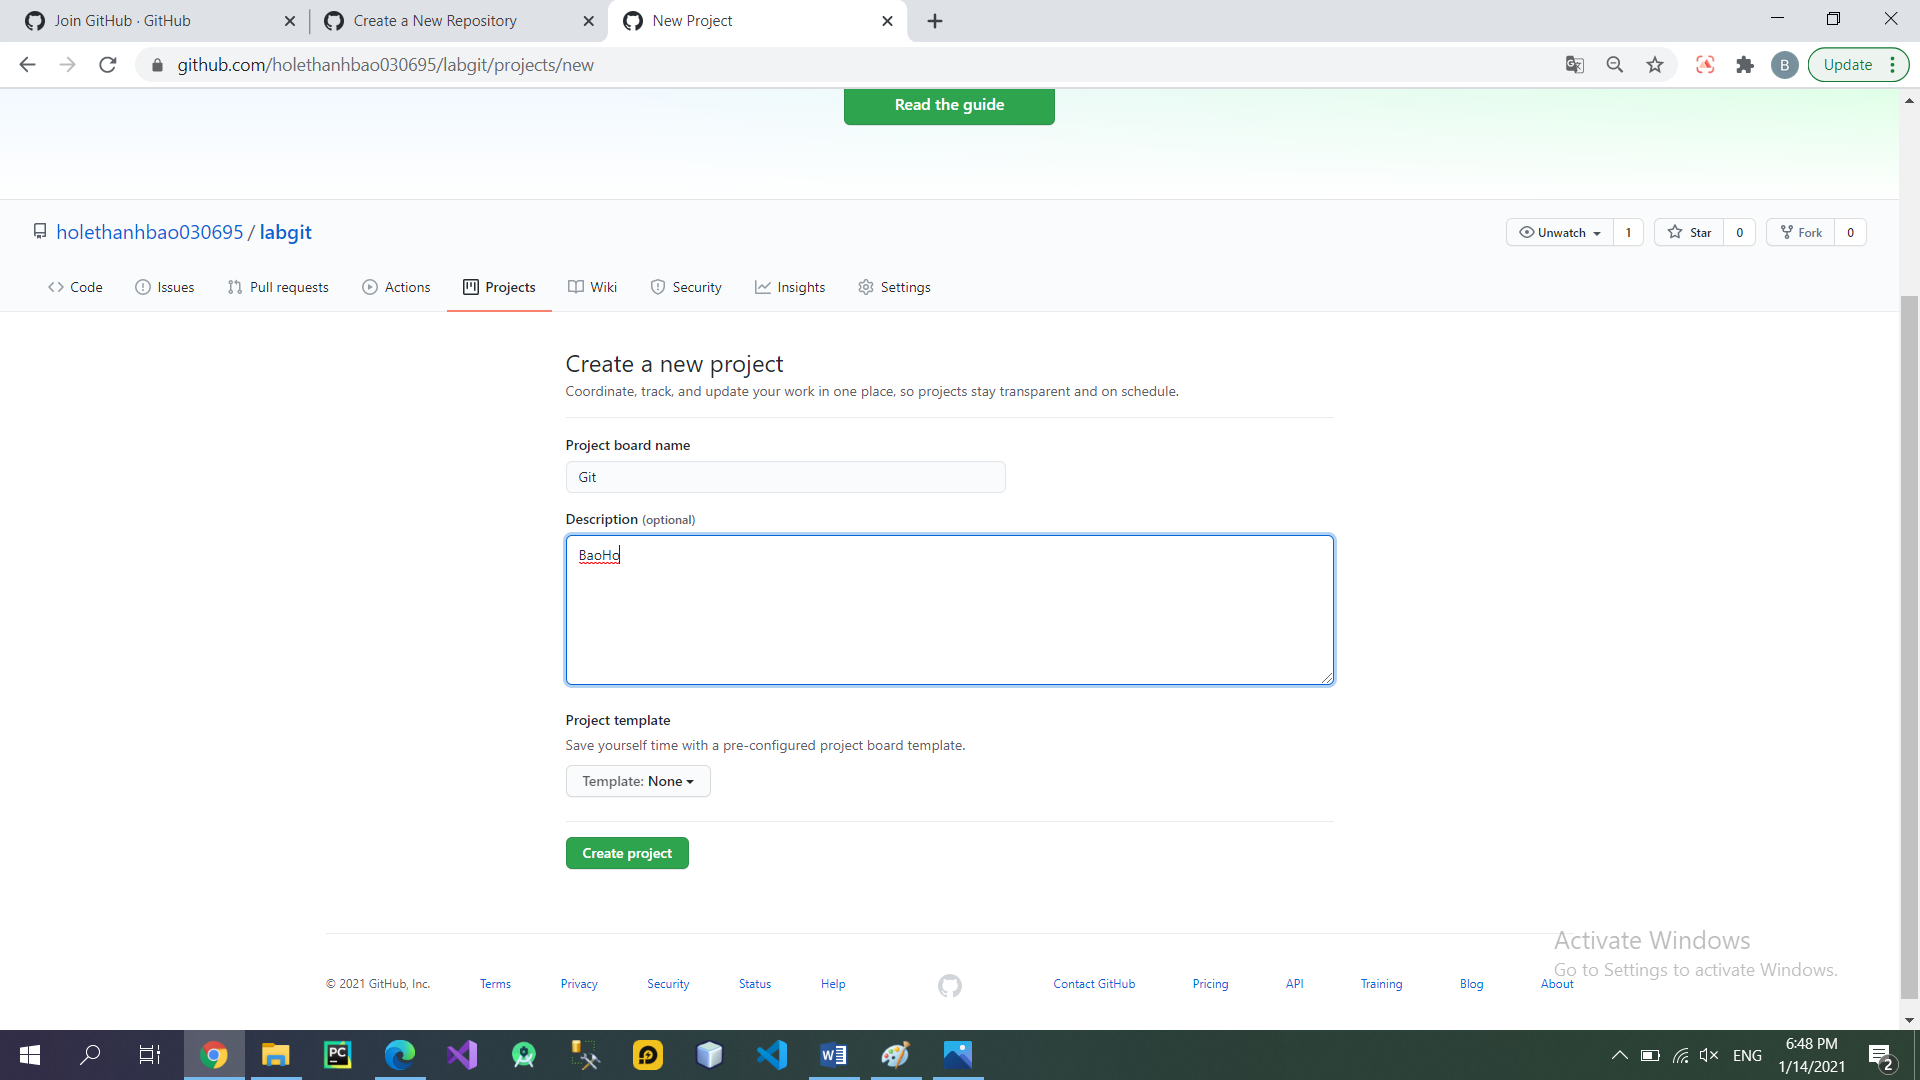 Join GitHub · GitHub
Create a New Repository
New Project
github.com/holethanhbao030695/labgit/projects/new
B
Update
Read the guide
holethanhbao030695 / labgit
Unwatch 1
Star 0
Fork 0
Code
Issues
Pull requests
Actions
Projects
Wiki
Security
Insights
Settings
Create a new project
Coordinate, track, and update your work in one place, so projects stay transparent and on schedule.
Project board name
Git
Description (optional)
BaoHo
Project template
Save yourself time with a pre-configured project board template.
Template: None
Create project
Activate Windows
Go to Settings to activate Windows.
© 2021 GitHub, Inc.
Terms
Privacy
Security
Status
Help
Contact GitHub
Pricing
API
Training
Blog
About
PC
W
ENG
6:48 PM
1/14/2021
2